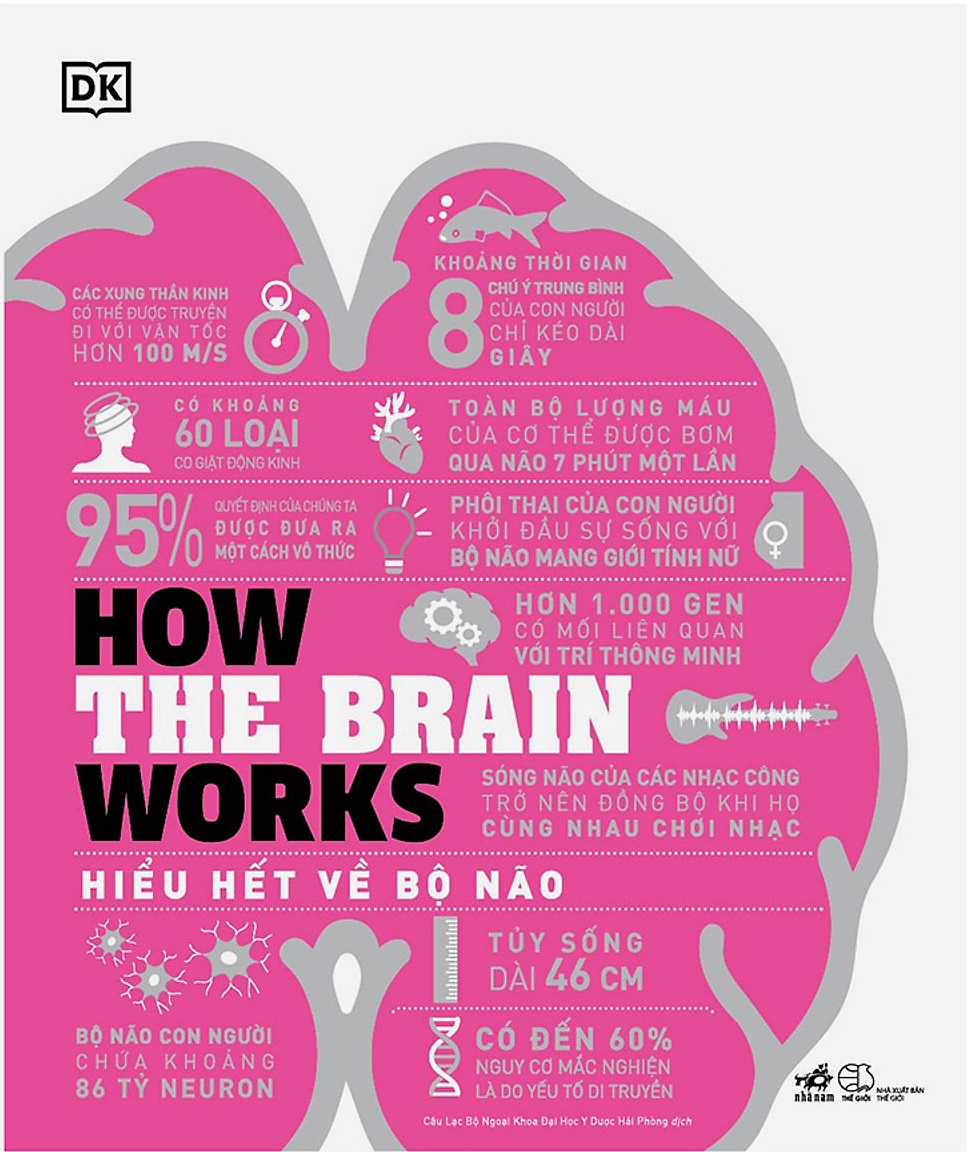 DK
CÁC XUNG THẦN KINH
CÓ THỂ ĐƯỢC TRUYỀN
ĐI VỚI VẬN TỐC
HƠN 100 M/S
KHOẢNG THỜI GIAN
8 CHÚ Ý TRUNG BÌNH
CỦA CON NGƯỜI
CHỈ KÉO DÀI
GIÂY
CÓ KHOẢNG
60 LOẠI
CO GIẬT ĐỘNG KINH
TOÀN BỘ LƯỢNG MÁU
CỦA CƠ THỂ ĐƯỢC BƠM
QUA NÃO 7 PHÚT MỘT LẦN
95% QUYẾT ĐỊNH CỦA CHÚNG TA
ĐƯỢC ĐƯA RA
MỘT CÁCH VÔ THỨC
PHÔI THAI CỦA CON NGƯỜI
KHỞI ĐẦU SỰ SỐNG VỚI
BỘ NÃO MANG GIỚI TÍNH NỮ
HƠN 1.000 GEN
CÓ MỐI LIÊN QUAN
VỚI TRÍ THÔNG MINH
HOW
THE BRAIN
WORKS
SÓNG NÃO CỦA CÁC NHẠC CÔNG
TRỞ NÊN ĐỒNG BỘ KHI HỌ
CÙNG NHAU CHƠI NHẠC
HIỂU HẾT VỀ BỘ NÃO
BỘ NÃO CON NGƯỜI
CHỨA KHOẢNG
86 TỶ NEURON
TỦY SỐNG
DÀI 46 CM
CÓ ĐẾN 60%
NGUY CƠ MẮC NGHIỆN
LÀ DO YẾU TỐ DI TRUYỀN
Câu Lạc Bộ Ngoại Khoa Đại Học Y Dược Hải Phòng dịch
nhã nam
THẾ GIỚI
NHÀ XUẤT BẢN
THẾ GIỚI